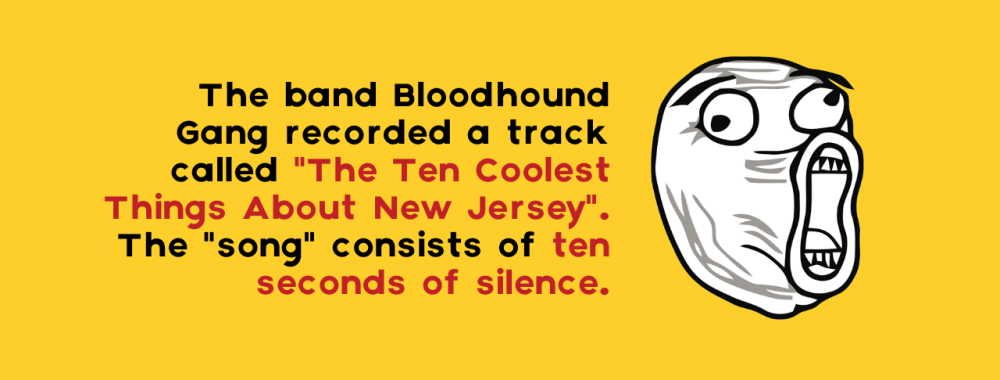 The band Bloodhound
Gang recorded a track
called "The Ten Coolest
Things About New Jersey".
The "song" consists of ten
seconds of silence.